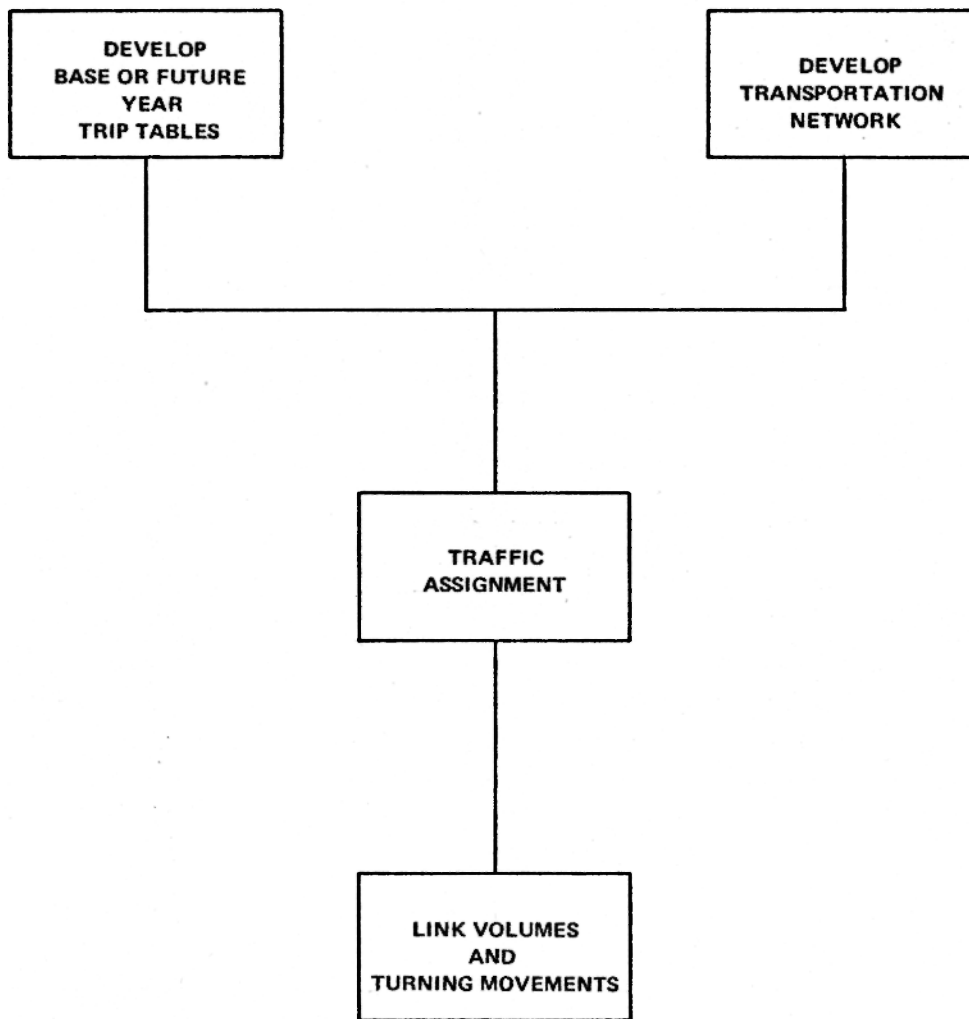 DEVELOP
BASE OR FUTURE
YEAR
TRIP TABLES
DEVELOP
TRANSPORTATION
NETWORK
TRAFFIC
ASSIGNMENT
LINK VOLUMES
AND
TURNING MOVEMENTS